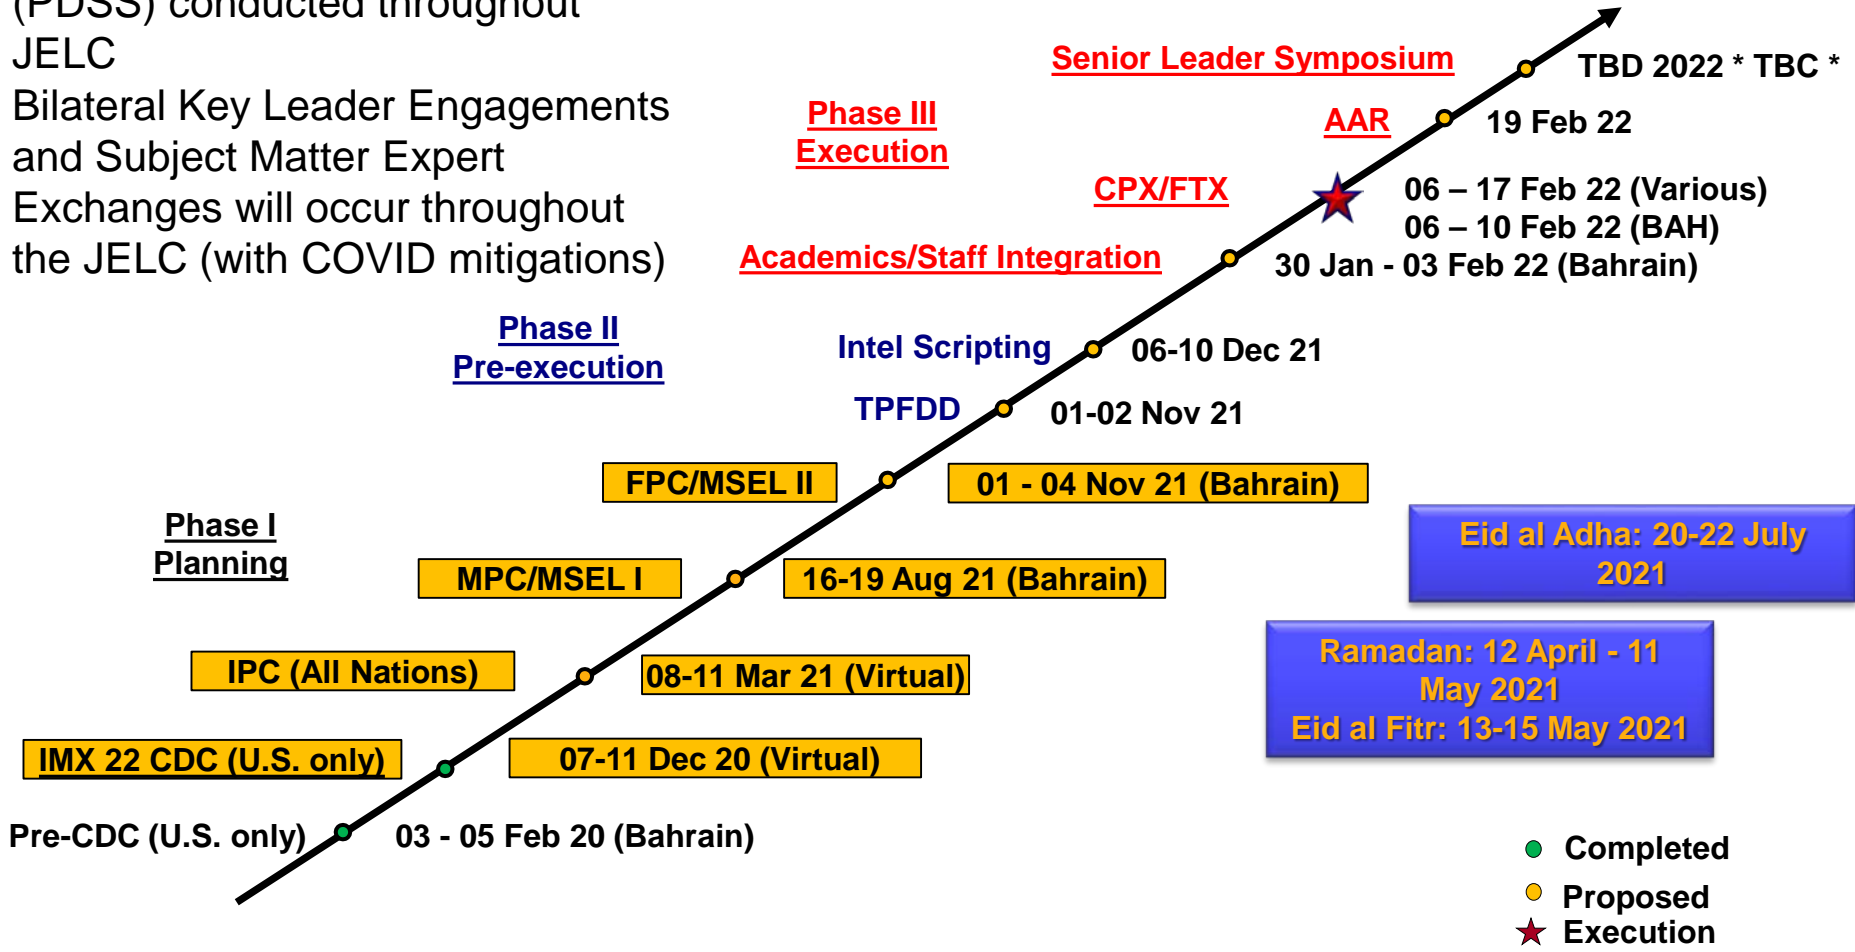 (PDSS) conducted throughout
JELC
Bilateral Key Leader Engagements
and Subject Matter Expert
Exchanges will occur throughout
the JELC (with COVID mitigations)
Senior Leader Symposium
TBD 2022 * TBC *
Phase III
Execution
AAR
19 Feb 22
CPX/FTX
06 – 17 Feb 22 (Various)
06 – 10 Feb 22 (BAH)
Academics/Staff Integration
30 Jan - 03 Feb 22 (Bahrain)
Phase II
Pre-execution
Intel Scripting
06-10 Dec 21
TPFDD
01-02 Nov 21
FPC/MSEL II
01 - 04 Nov 21 (Bahrain)
Phase I
Planning
MPC/MSEL I
16-19 Aug 21 (Bahrain)
Eid al Adha: 20-22 July
2021
IPC (All Nations)
08-11 Mar 21 (Virtual)
Ramadan: 12 April - 11
May 2021
Eid al Fitr: 13-15 May 2021
IMX 22 CDC (U.S. only)
07-11 Dec 20 (Virtual)
Pre-CDC (U.S. only)
03 - 05 Feb 20 (Bahrain)
Completed
Proposed
Execution